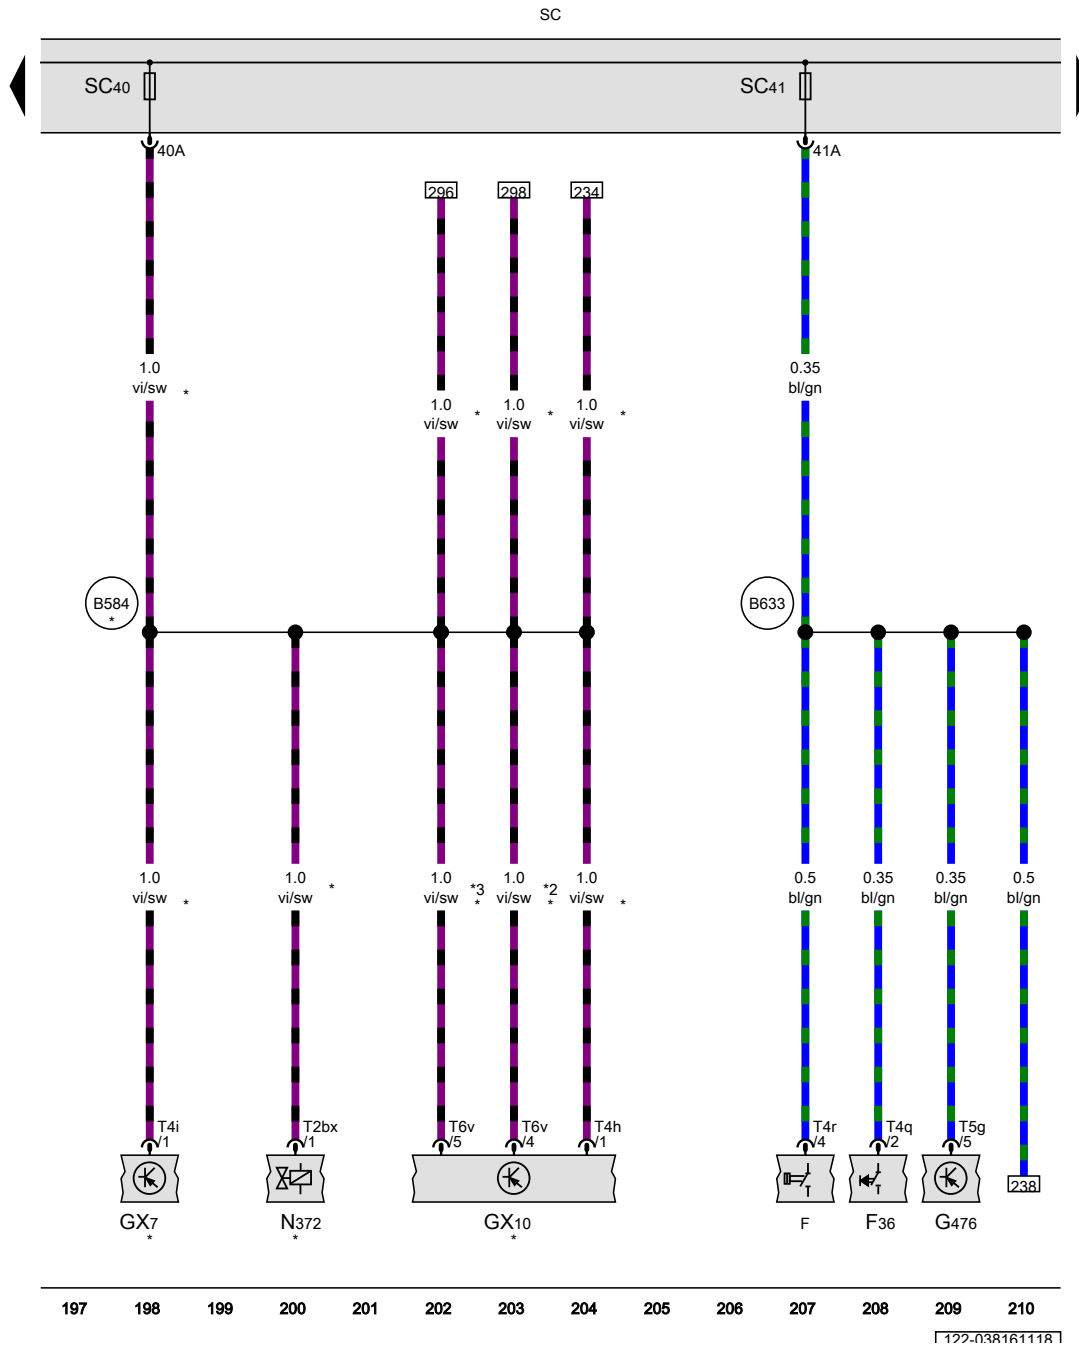 SC
SC40
SC41
40A
41A
296
298
234
1.0
vi/sw
*
0.35
bl/gn
1.0
vi/sw
*
1.0
vi/sw
*
1.0
vi/sw
*
B584
*
B633
1.0
vi/sw
*
1.0
vi/sw
*
1.0
vi/sw
*3
*
1.0
vi/sw
*2
*
1.0
vi/sw
*
0.5
bl/gn
0.35
bl/gn
0.35
bl/gn
0.5
bl/gn
T4i
/1
T2bx
/1
T6v
/5
T6v
/4
T4h
/1
T4r
/4
T4q
/2
T5g
/5
238
GX7
*
N372
*
GX10
*
F
F36
G476
197 198 199 200 201 202 203 204 205 206 207 208 209 210
122-038161118